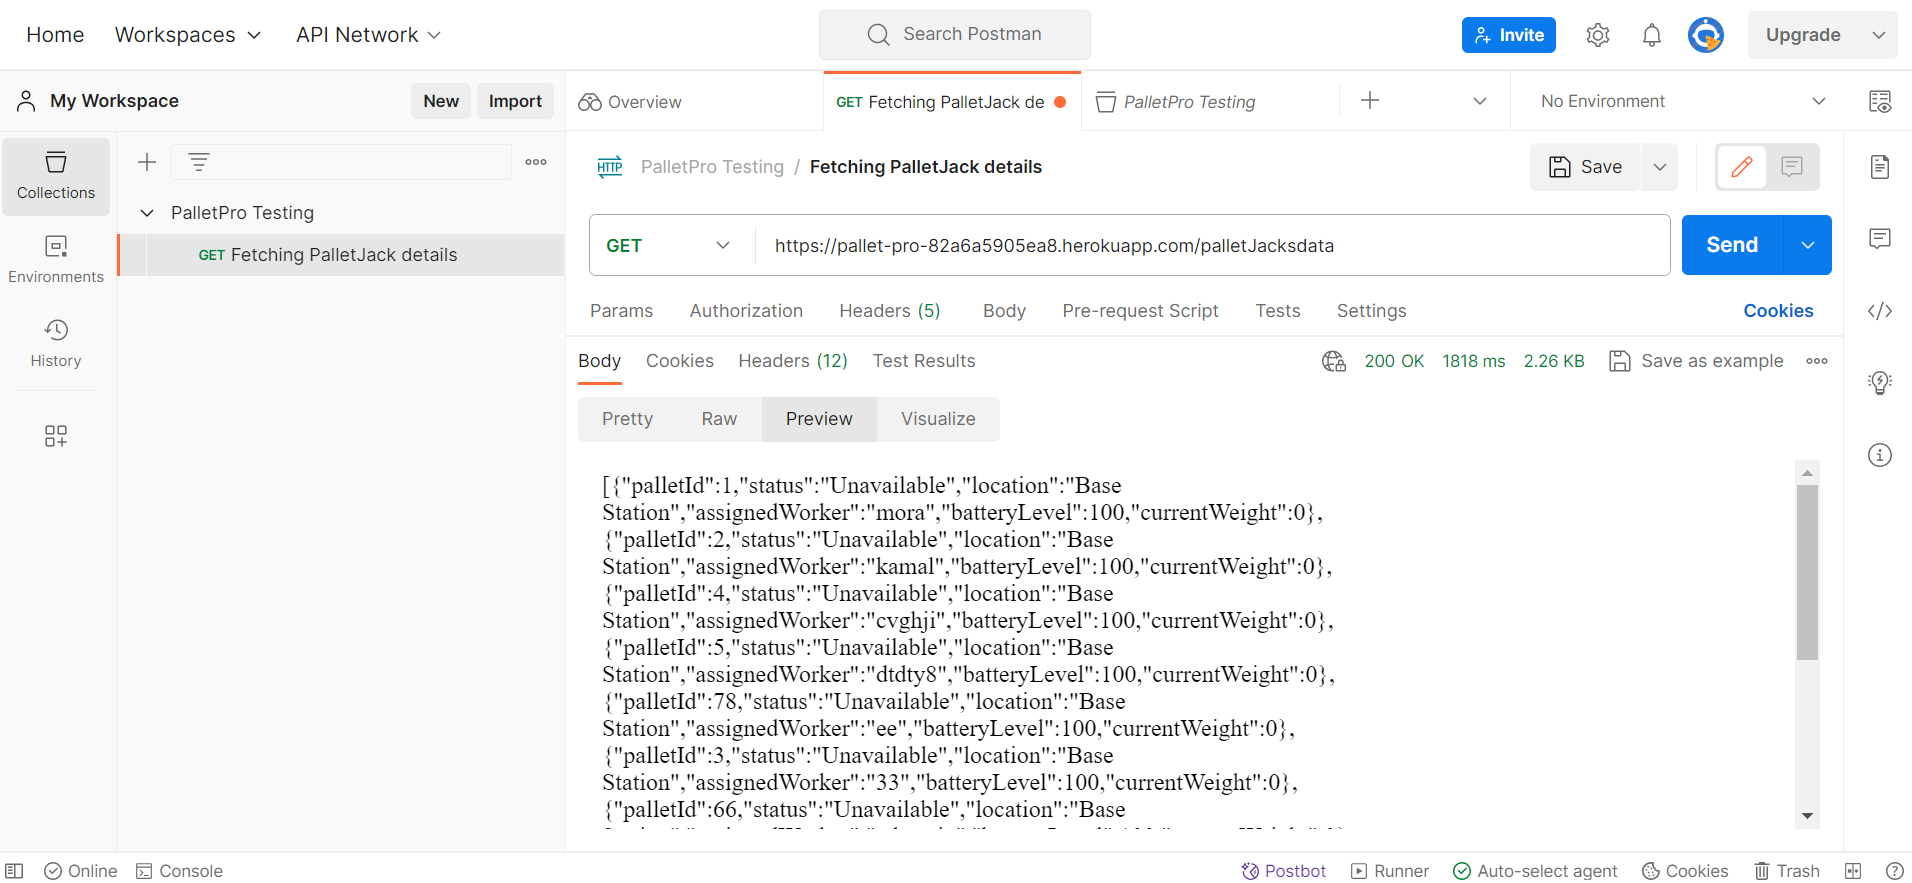 Home Workspaces API Network Search Postman Invite Upgrade
My Workspace New Import Overview GET Fetching PalletJack de PalletPro Testing No Environment
Collections
PalletPro Testing / Fetching PalletJack details Save
PalletPro Testing
GET Fetching PalletJack details
GET https://pallet-pro-82a6a5905ea8.herokuapp.com/palletJacksdata Send
Environments
Params Authorization Headers (5) Body Pre-request Script Tests Settings Cookies
History
Body Cookies Headers (12) Test Results 200 OK 1818 ms 2.26 KB Save as example
Pretty Raw Preview Visualize
[{"palletId":1,"status":"Unavailable","location":"Base
Station","assignedWorker":"mora","batteryLevel":100,"currentWeight":0},
{"palletId":2,"status":"Unavailable","location":"Base
Station","assignedWorker":"kamal","batteryLevel":100,"currentWeight":0},
{"palletId":4,"status":"Unavailable","location":"Base
Station","assignedWorker":"cvghji","batteryLevel":100,"currentWeight":0},
{"palletId":5,"status":"Unavailable","location":"Base
Station","assignedWorker":"dtdty8","batteryLevel":100,"currentWeight":0},
{"palletId":78,"status":"Unavailable","location":"Base
Station","assignedWorker":"ee","batteryLevel":100,"currentWeight":0},
{"palletId":3,"status":"Unavailable","location":"Base
Station","assignedWorker":"33","batteryLevel":100,"currentWeight":0},
{"palletId":66,"status":"Unavailable","location":"Base
Online Console Postbot Runner Auto-select agent Cookies Trash